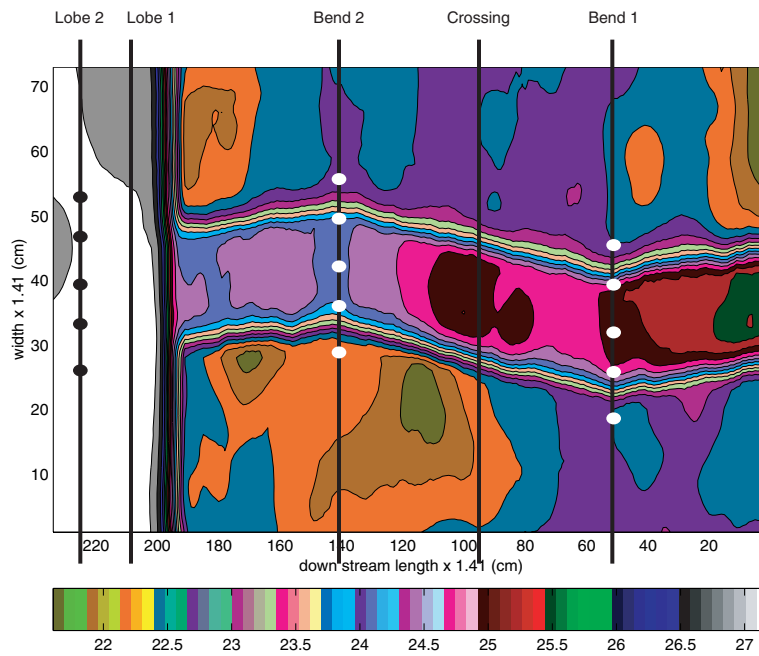 Lobe 2 Lobe 1 Bend 2 Crossing Bend 1
70
60
50
40
30
20
10
width x 1.41 (cm)
220 200 180 160 140 120 100 80 60 40 20
down stream length x 1.41 (cm)
22 22.5 23 23.5 24 24.5 25 25.5 26 26.5 27